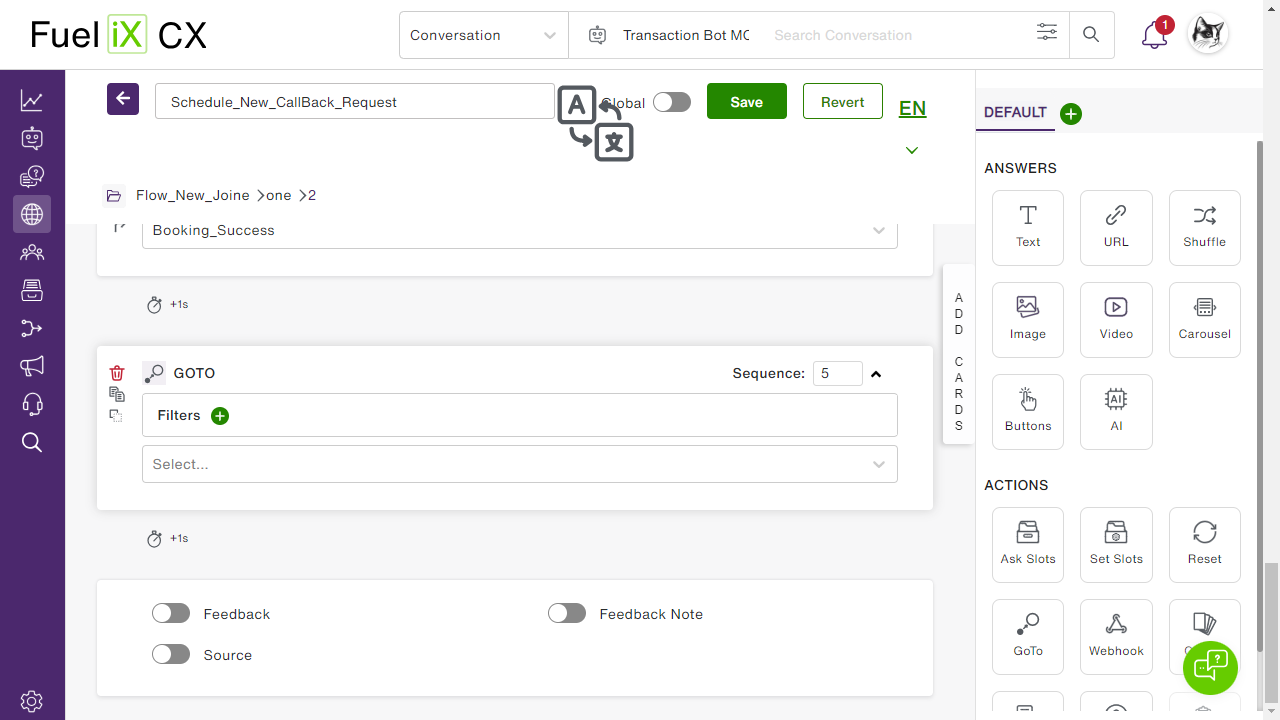 Fuel iX CX
Conversation
Transaction Bot MC
Search Conversation
1
Schedule_New_CallBack_Request
Global
Save
Revert
EN
DEFAULT
Flow_New_Joine
one
2
Booking_Success
+1s
GOTO
Sequence:
5
Filters
Select...
+1s
Feedback
Feedback Note
Source
ADD CARDS
ANSWERS
Text
URL
Shuffle
Image
Video
Carousel
Buttons
AI
ACTIONS
Ask Slots
Set Slots
Reset
GoTo
Webhook